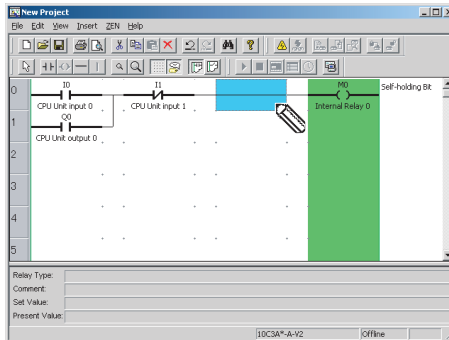 New Project
File Edit View Insert ZEN Help
0
I0
I1
M0
Self-holding Bit
CPU Unit input 0
CPU Unit input 1
Internal Relay 0
1
Q0
CPU Unit output 0
2
3
4
5
Relay Type:
Comment:
Set Value:
Present Value:
10C3A*-A-V2
Offline